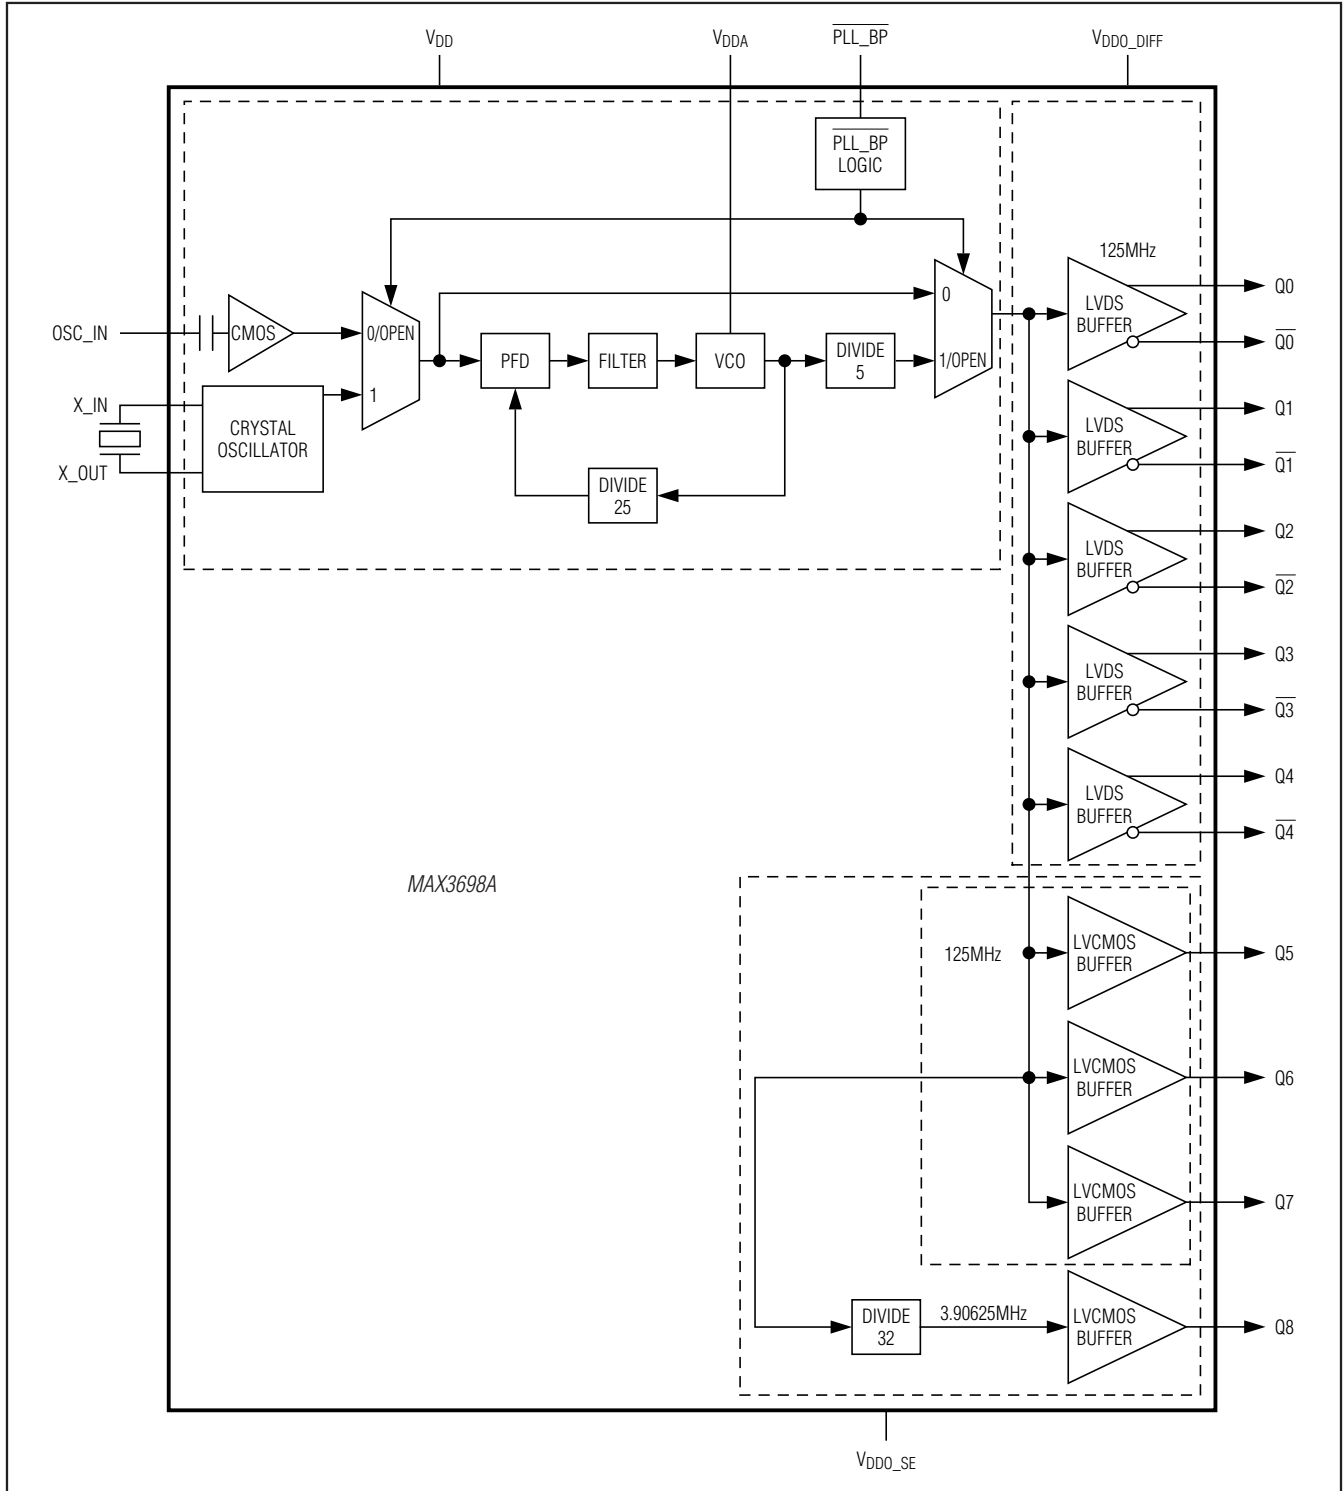 VDD
VDDA
PLL_BP
VDDO_DIFF
PLL_BP
LOGIC
125MHz
LVDS
BUFFER
Q0
Q0
OSC_IN
CMOS
0/OPEN
1
PFD
FILTER
VCO
DIVIDE
5
0
1/OPEN
X_IN
X_OUT
CRYSTAL
OSCILLATOR
DIVIDE
25
LVDS
BUFFER
Q1
Q1
LVDS
BUFFER
Q2
Q2
LVDS
BUFFER
Q3
Q3
LVDS
BUFFER
Q4
Q4
MAX3698A
125MHz
LVCMOS
BUFFER
Q5
LVCMOS
BUFFER
Q6
LVCMOS
BUFFER
Q7
DIVIDE
32
3.90625MHz
LVCMOS
BUFFER
Q8
VDDO_SE